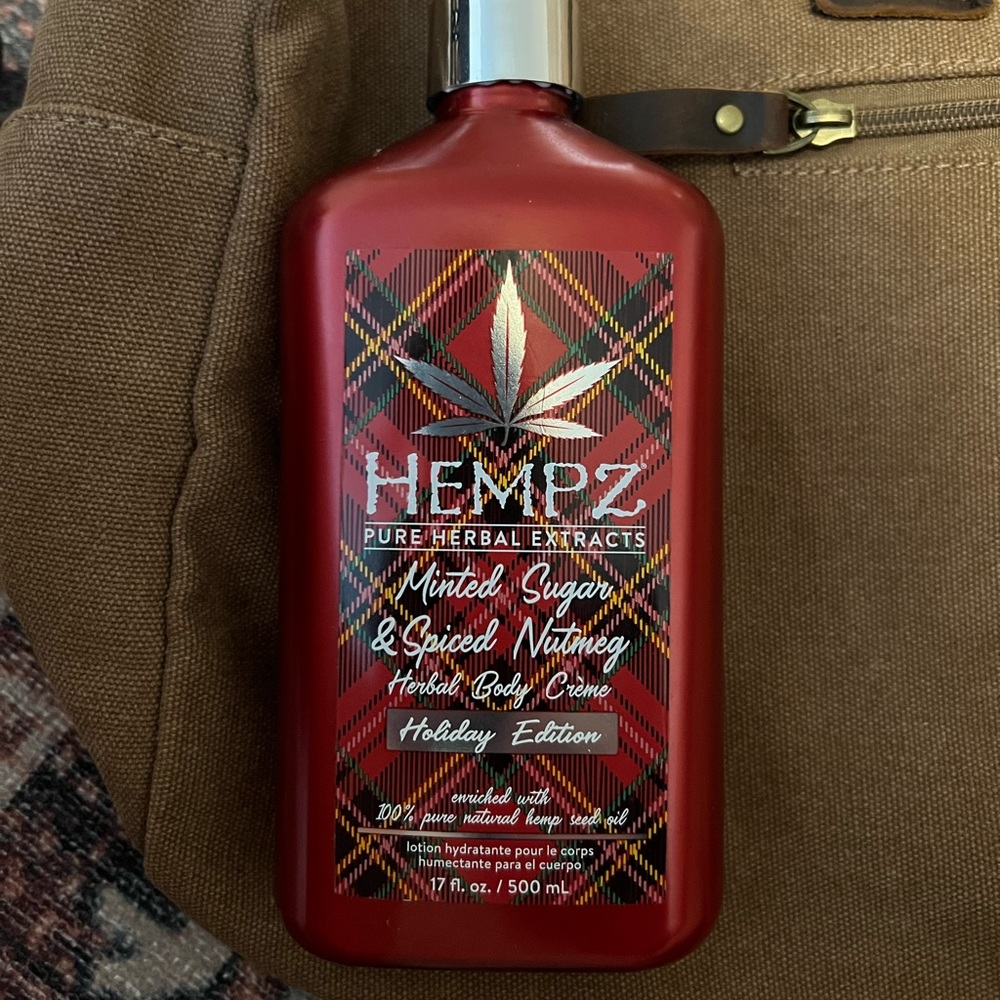 HEMPZ
PURE HERBAL EXTRACTS
Minted Sugar
& Spiced Nutmeg
Herbal Body Crème
Holiday Edition
enriched with
100% pure natural hemp seed oil
lotion hydratante pour le corps
humectante para el cuerpo
17 fl. oz. / 500 mL